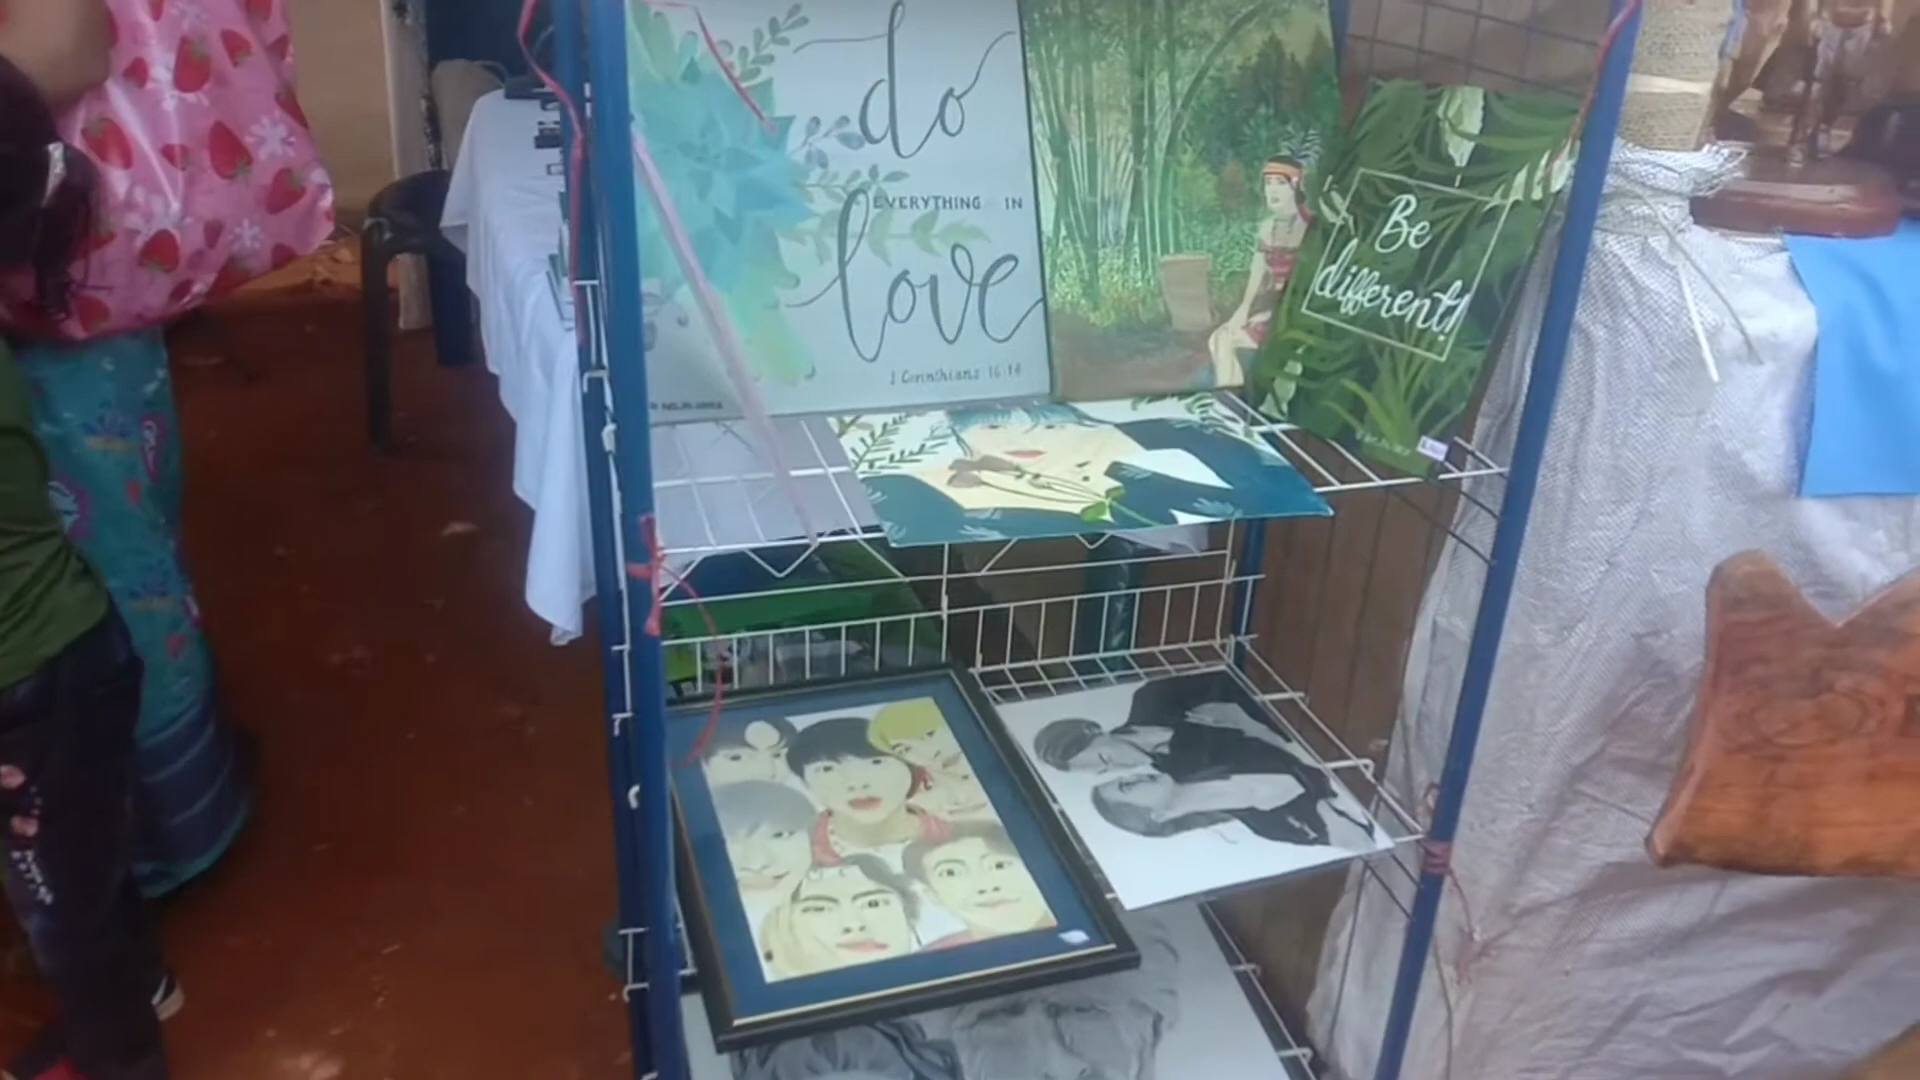 do
EVERYTHING IN
love
1 Corinthians 16:14
Be
different!